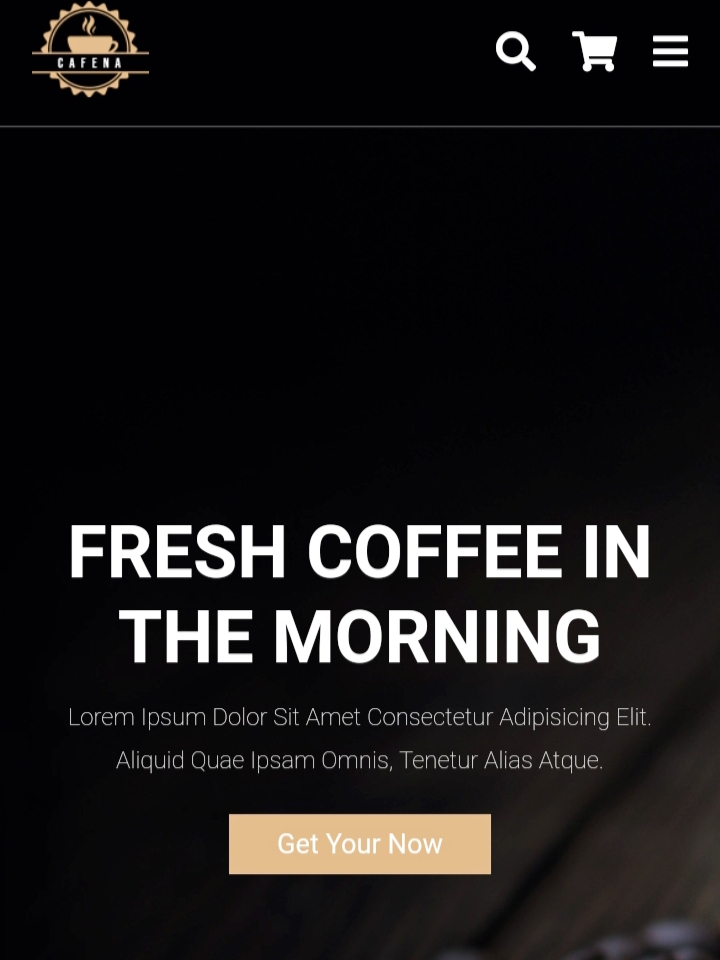 CAFENA
FRESH COFFEE IN
THE MORNING
Lorem Ipsum Dolor Sit Amet Consectetur Adipisicing Elit.
Aliquid Quae Ipsam Omnis, Tenetur Alias Atque.
Get Your Now